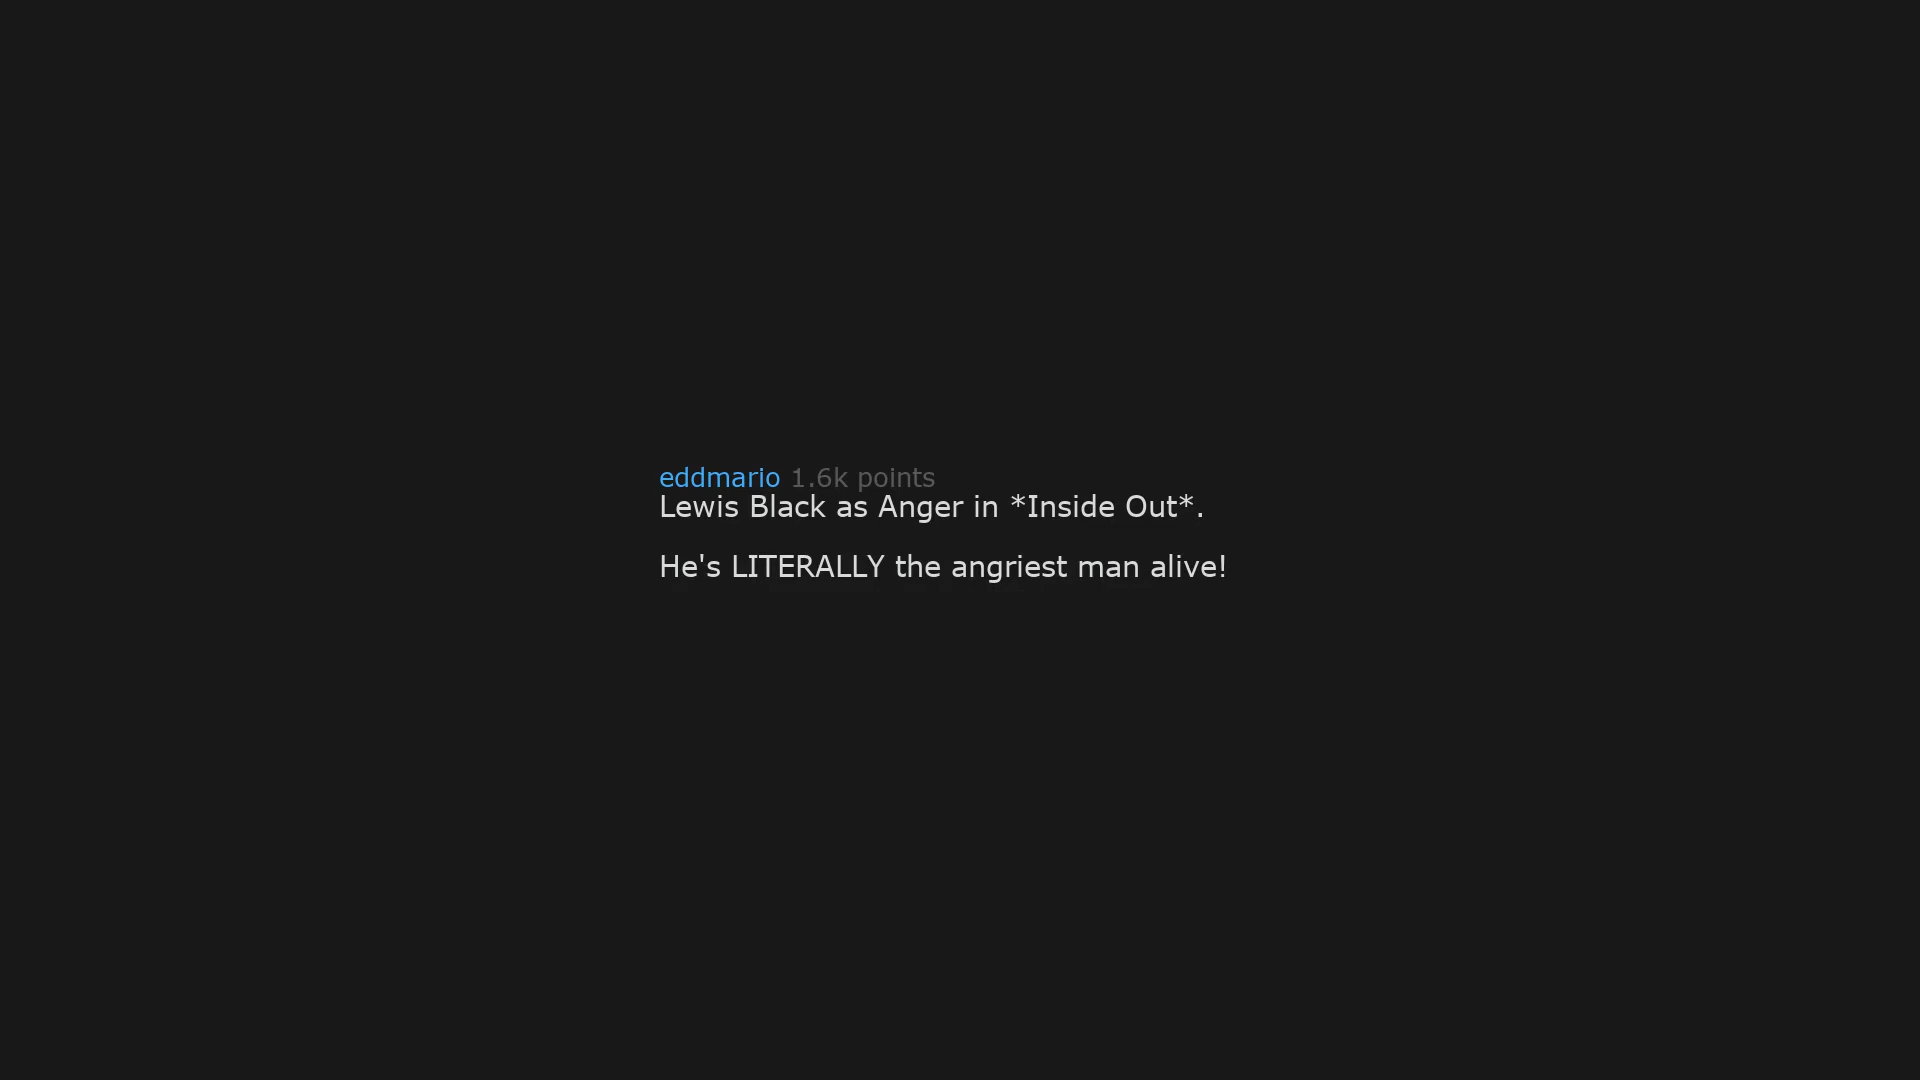 eddmario 1.6k points
Lewis Black as Anger in *Inside Out*.
He's LITERALLY the angriest man alive!